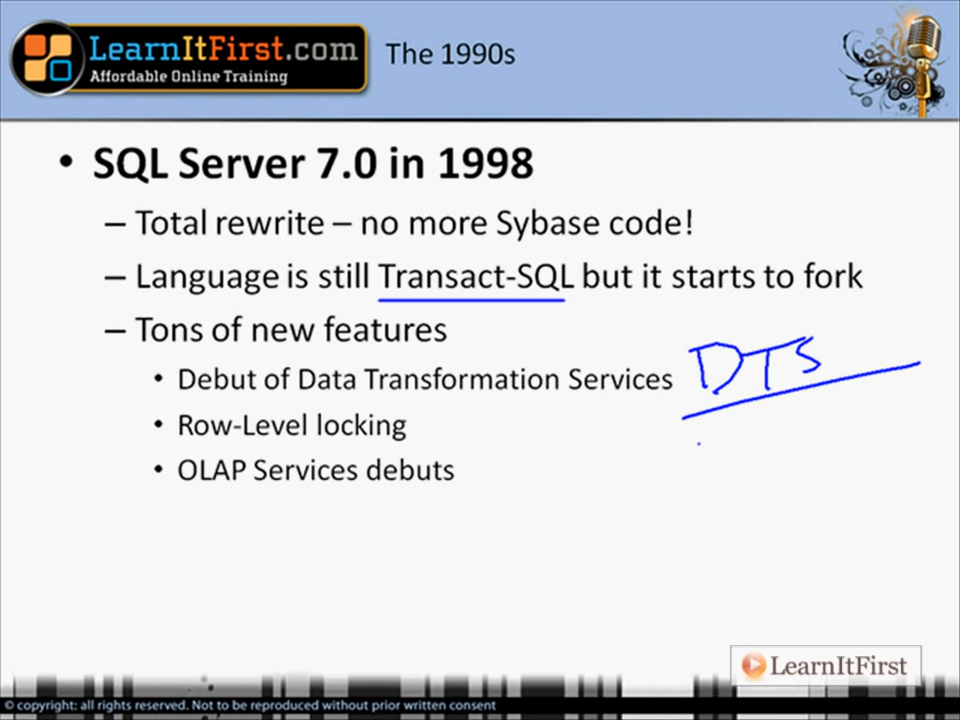 LearnItFirst.com
Affordable Online Training
The 1990s
• SQL Server 7.0 in 1998
– Total rewrite – no more Sybase code!
– Language is still Transact-SQL but it starts to fork
– Tons of new features
• Debut of Data Transformation Services DTS
• Row-Level locking
• OLAP Services debuts
LearnItFirst
© copyright: all rights reserved. Not to be reproduced without prior written consent